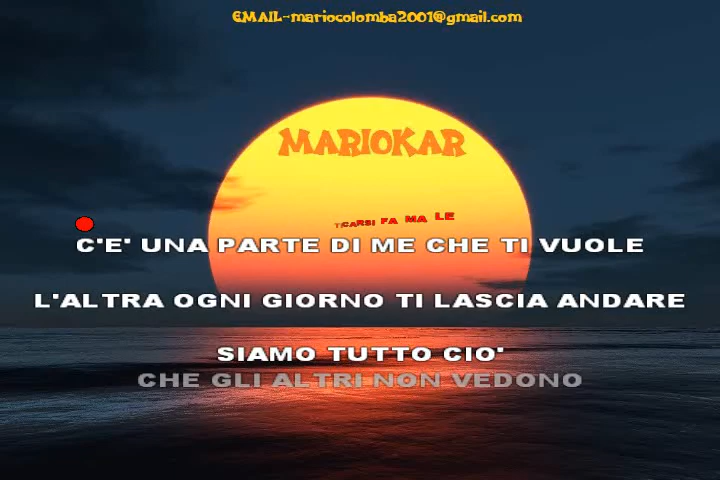 EMAIL-mariocolomba2001@gmail.com
MARIOKAR
TICARSI FA MA LE
C'E' UNA PARTE DI ME CHE TI VUOLE
L'ALTRA OGNI GIORNO TI LASCIA ANDARE
SIAMO TUTTO CIO'
CHE GLI ALTRI NON VEDONO